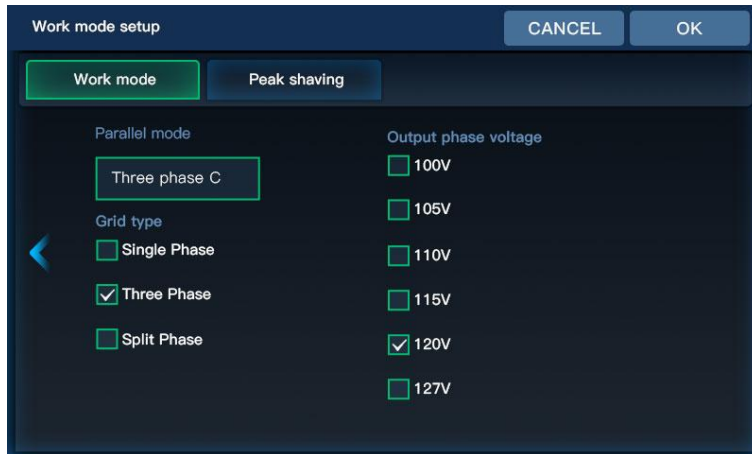 Work mode setup
CANCEL
OK
Work mode
Peak shaving
Parallel mode
Three phase C
Grid type
Single Phase
Three Phase
Split Phase
Output phase voltage
100V
105V
110V
115V
120V
127V